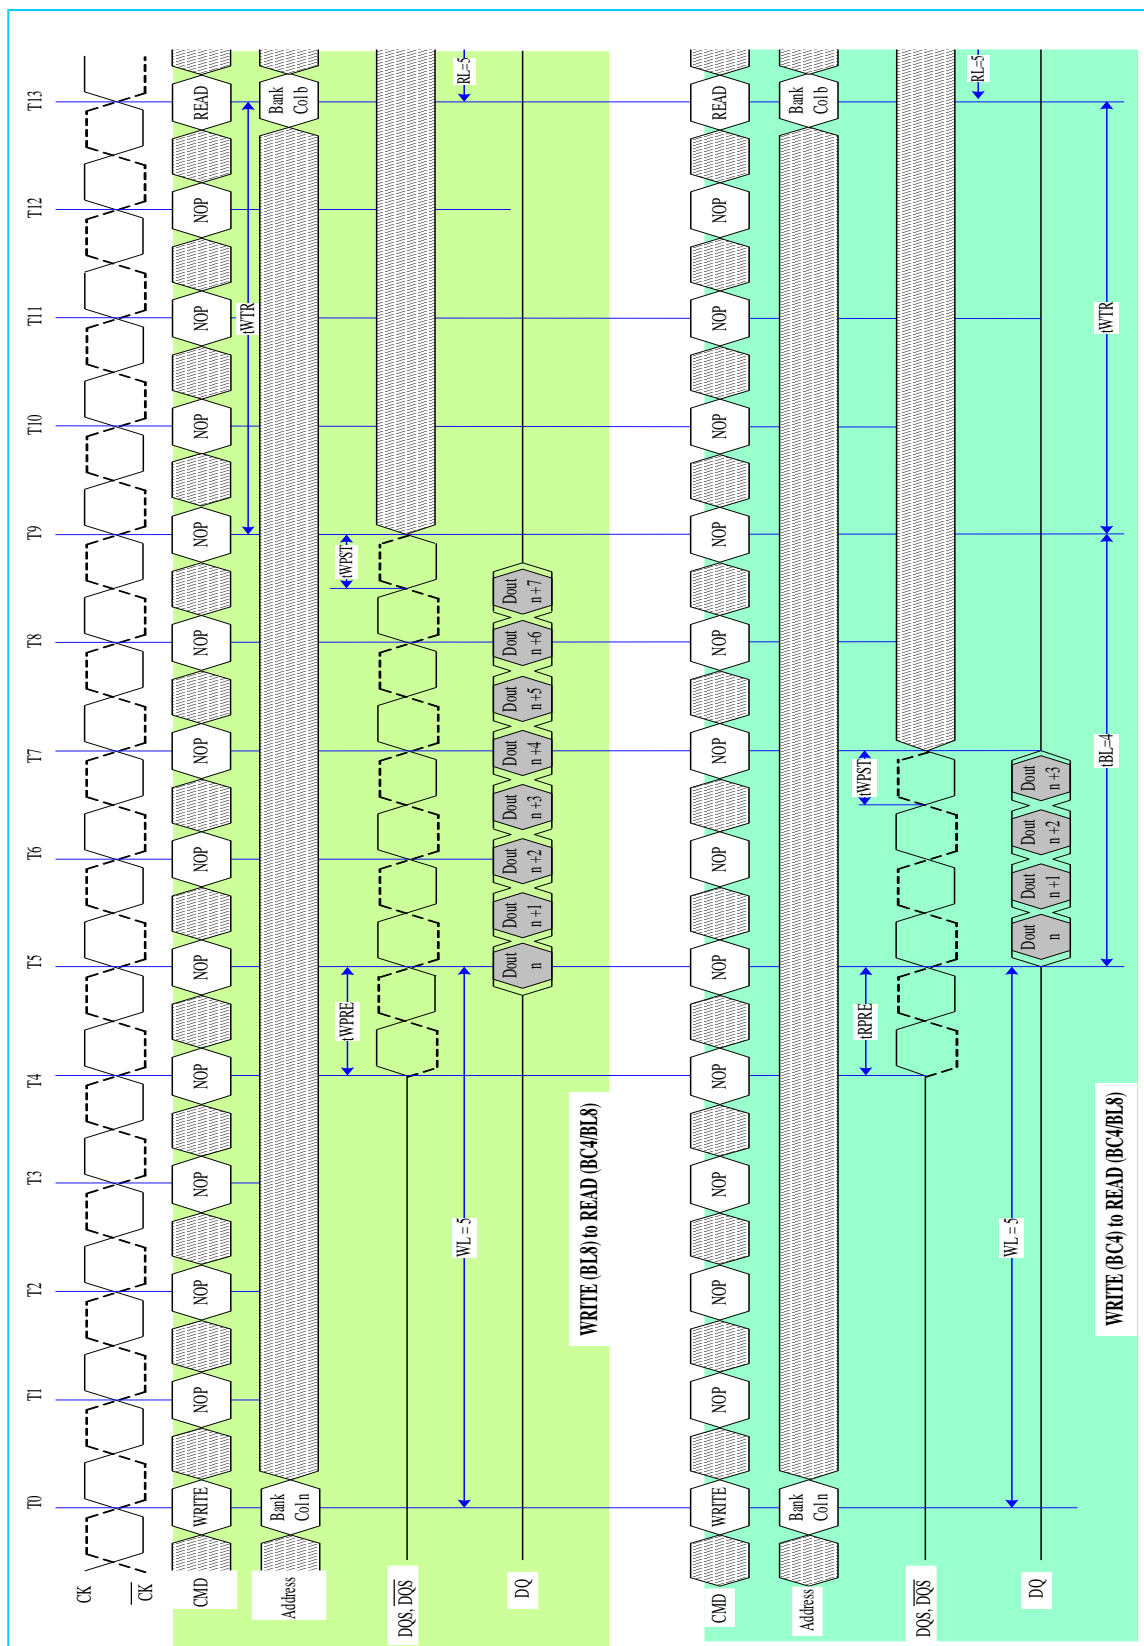 T0 T1 T2 T3 T4 T5 T6 T7 T8 T9 T10 T11 T12 T13
CK
CK
CMD WRITE NOP NOP NOP NOP NOP NOP NOP NOP NOP NOP NOP NOP READ
Address Bank Col n Bank Col b
tWTR
tWPRE tWPST
DQS, DQS
WL = 5 RL=5
DQ Dout n Dout n +1 Dout n +2 Dout n +3 Dout n +4 Dout n +5 Dout n +6 Dout n +7
WRITE (BL8) to READ (BC4/BL8)
CMD WRITE NOP NOP NOP NOP NOP NOP NOP NOP NOP NOP NOP NOP READ
Address Bank Col n Bank Col b
tRPRE tWPST
DQS, DQS
RL=5
WL = 5
DQ Dout n Dout n +1 Dout n +2 Dout n +3
tBL=4 tWTR
WRITE (BC4) to READ (BC4/BL8)